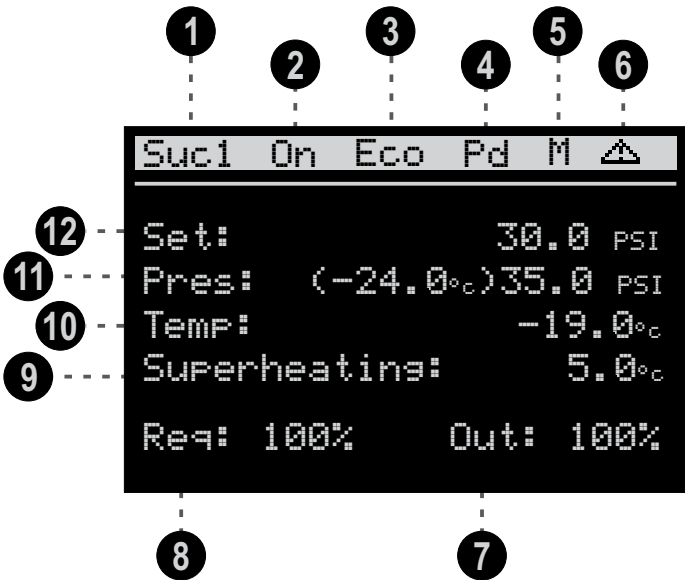 1 2 3 4 5 6
Suc1 On Eco Pd M
12 Set: 30.0 PSI
11 Pres: (-24.0°c)35.0 PSI
10 Temp: -19.0°c
9 Superheating: 5.0°c
Req: 100% Out: 100%
8 7